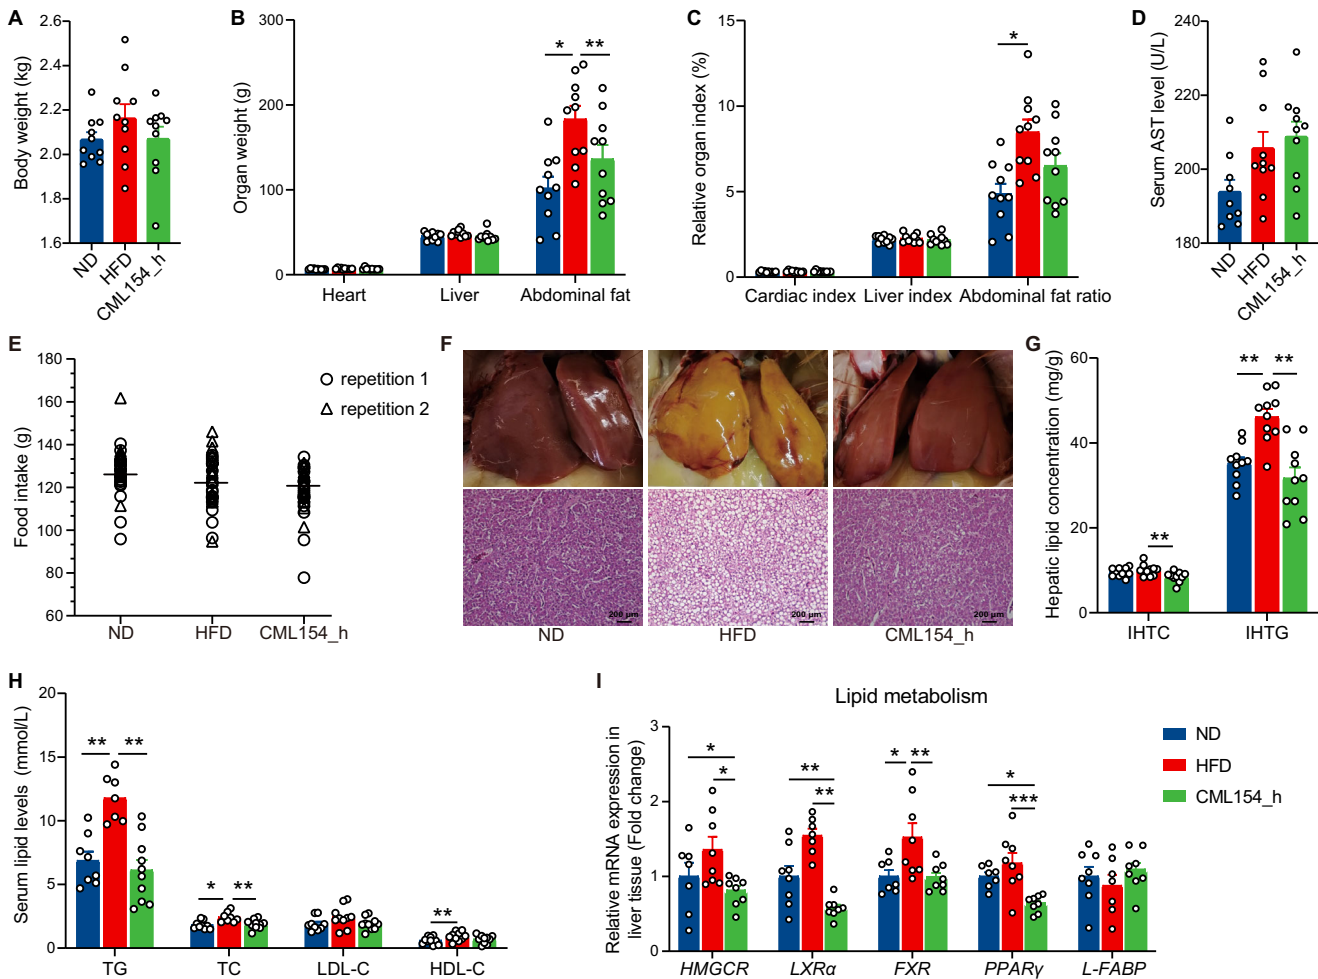 A
Body weight (kg)
2.6
2.4
2.2
2.0
1.8
1.6
ND
HFD
CML154_h
B
Organ weight (g)
300
200
100
0
* **
Heart
Liver
Abdominal fat
C
Relative organ index (%)
15
10
5
0
*
Cardiac index
Liver index
Abdominal fat ratio
D
Serum AST level (U/L)
240
220
200
180
ND
HFD
CML154_h
E
Food intake (g)
180
160
140
120
100
80
60
repetition 1
repetition 2
ND
HFD
CML154_h
F
200 µm
200 µm
200 µm
ND
HFD
CML154_h
G
Hepatic lipid concentration (mg/g)
60
40
20
0
**
** **
IHTC
IHTG
H
Serum lipid levels (mmol/L)
20
15
10
5
0
** **
* **
**
TG
TC
LDL-C
HDL-C
I
Lipid metabolism
Relative mRNA expression in
liver tissue (Fold change)
3
2
1
0
*
*
**
**
* **
*
***
HMGCR
LXRα
FXR
PPARγ
L-FABP
ND
HFD
CML154_h